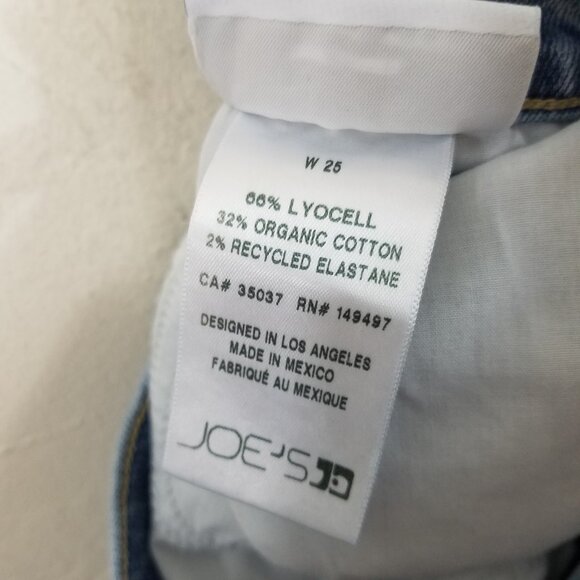 W 25
66% LYOCELL
32% ORGANIC COTTON
2% RECYCLED ELASTANE
CA# 35037 RN# 149497
DESIGNED IN LOS ANGELES
MADE IN MEXICO
FABRIQUÉ AU MEXIQUE
JOE'S